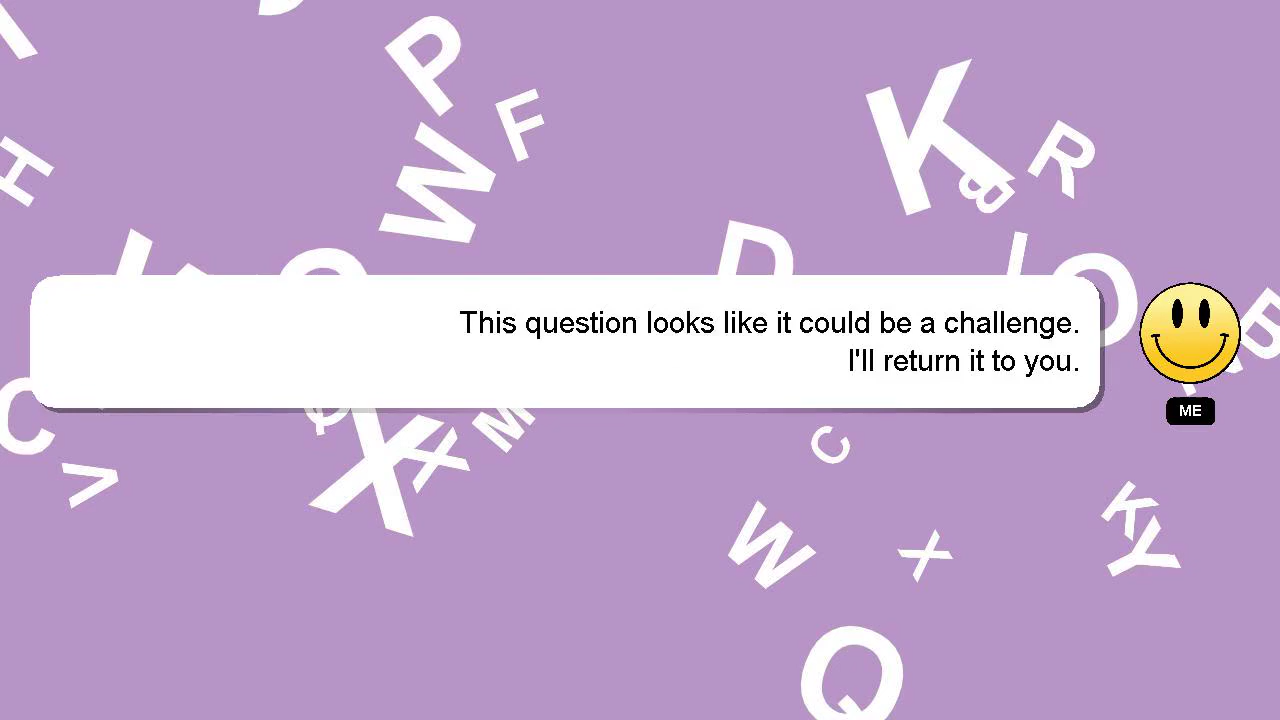 This question looks like it could be a challenge.
I'll return it to you.
ME
P
F
W
H
K
R
B
D
I
O
B
C
V
X
X
M
C
W
X
K
Y
Q